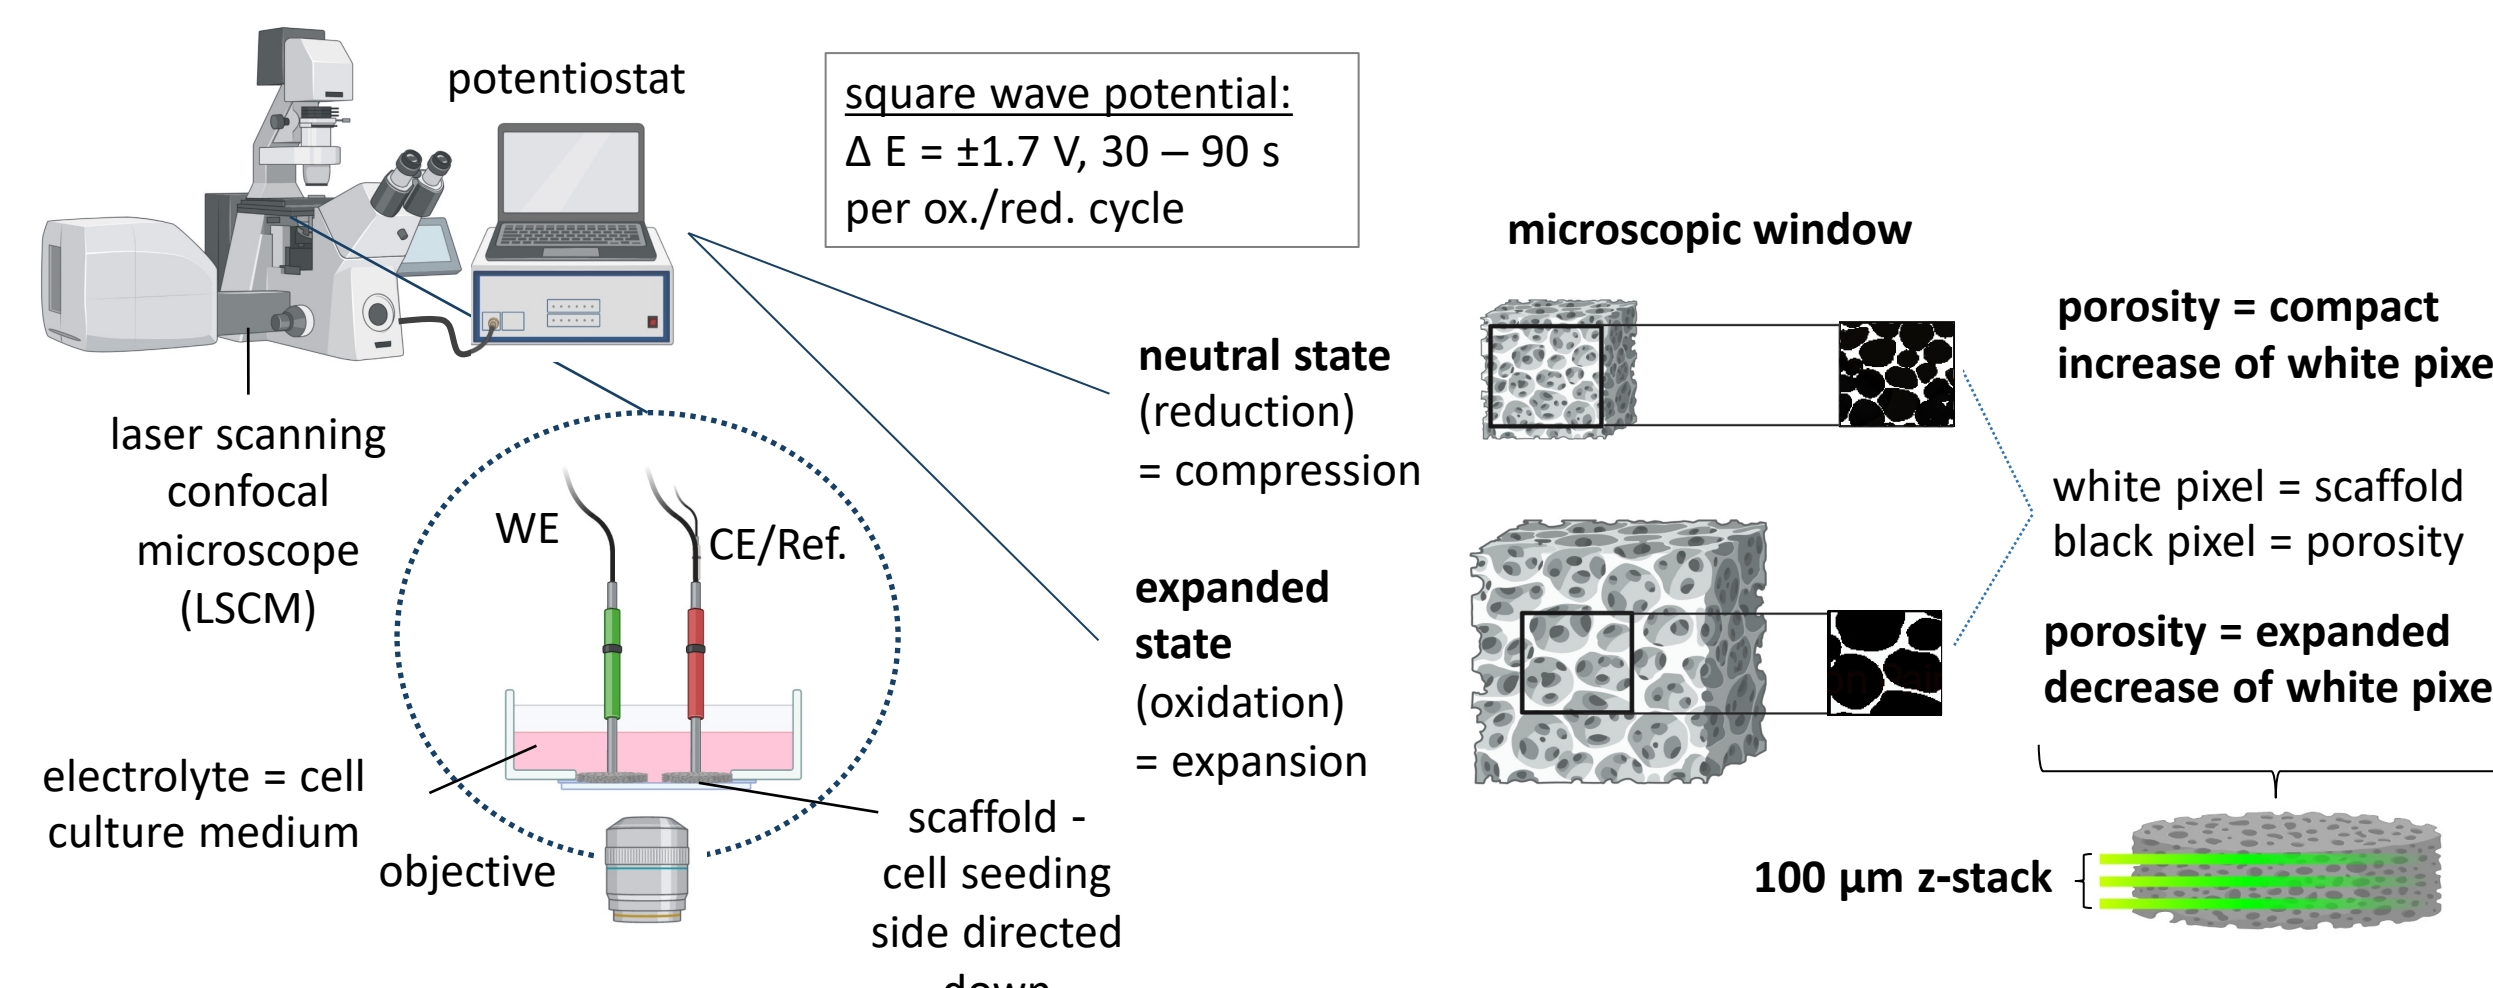 potentiostat
square wave potential:
Δ E = ±1.7 V, 30 – 90 s
per ox./red. cycle
laser scanning
confocal
microscope
(LSCM)
WE
CE/Ref.
electrolyte = cell
culture medium
objective
scaffold -
cell seeding
side directed
down
neutral state
(reduction)
= compression
expanded
state
(oxidation)
= expansion
microscopic window
porosity = compact
increase of white pixe
white pixel = scaffold
black pixel = porosity
porosity = expanded
decrease of white pixe
100 µm z-stack